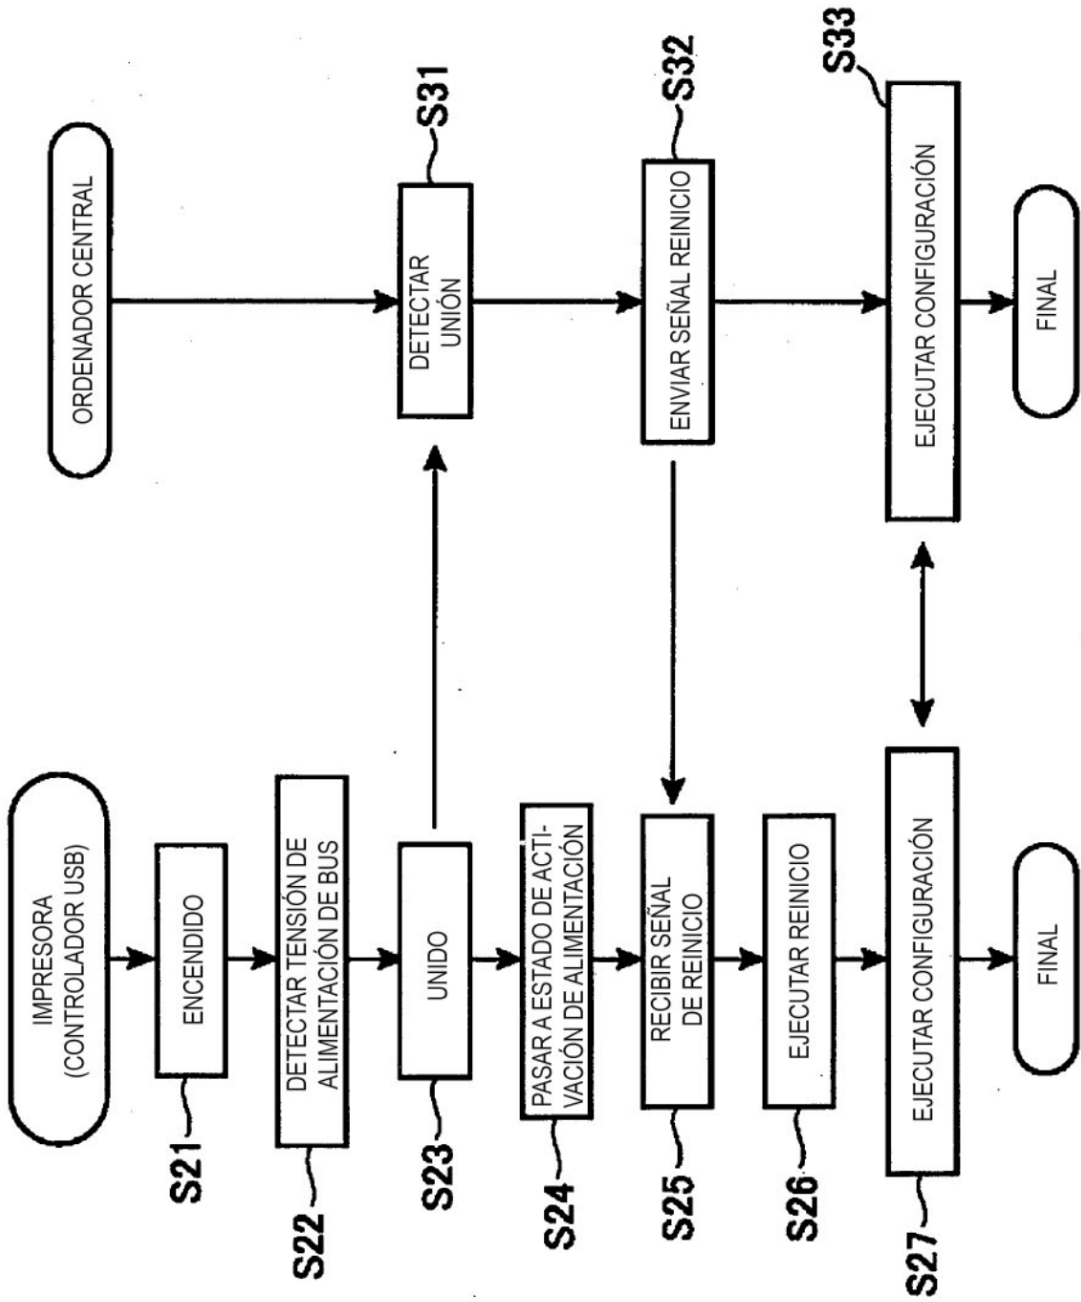 IMPRESORA
(CONTROLADOR USB)
S21
ENCENDIDO
S22
DETECTAR TENSIÓN DE
ALIMENTACIÓN DE BUS
S23
UNIDO
S24
PASAR A ESTADO DE ACTI-
VACIÓN DE ALIMENTACIÓN
S25
RECIBIR SEÑAL
DE REINICIO
S26
EJECUTAR REINICIO
S27
EJECUTAR CONFIGURACIÓN
FINAL
ORDENADOR CENTRAL
S31
DETECTAR
UNIÓN
S32
ENVIAR SEÑAL REINICIO
S33
EJECUTAR CONFIGURACIÓN
FINAL